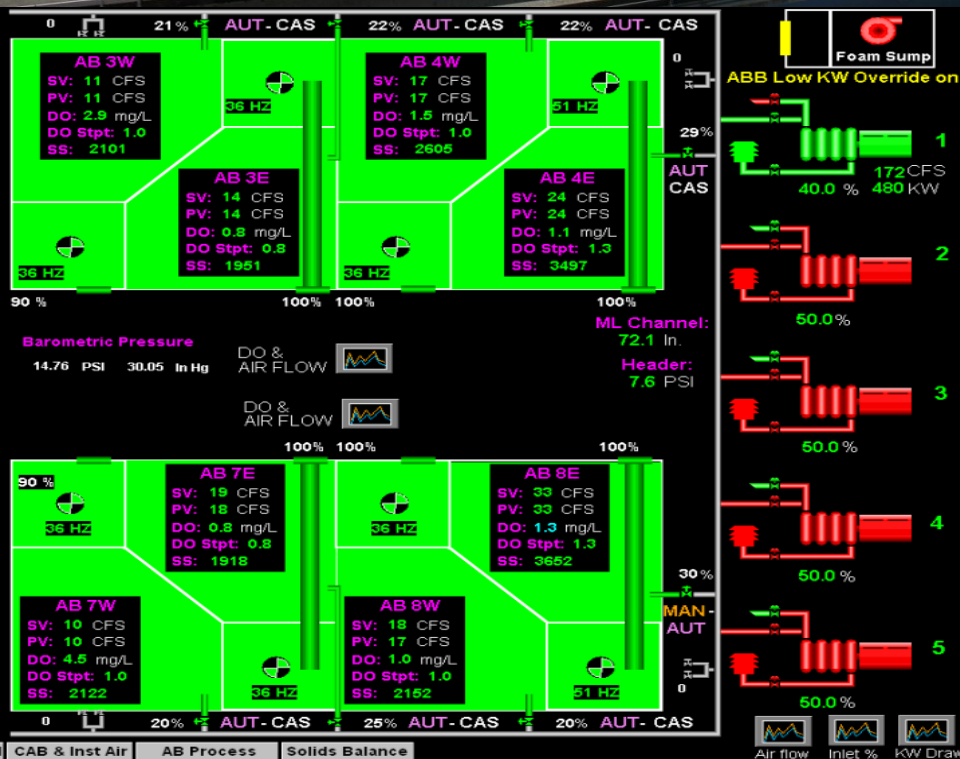 0 21% AUT-CAS 22% AUT-CAS 22% AUT-CAS
Foam Sump
ABB Low KW Override on
AB 3W
SV: 11 CFS
PV: 11 CFS
DO: 2.9 mg/L
DO Stpt: 1.0
SS: 2101
36 HZ
AB 4W
SV: 17 CFS
PV: 17 CFS
DO: 1.5 mg/L
DO Stpt: 1.0
SS: 2605
51 HZ
0
29%
AUT
CAS
1
172 CFS
40.0 % 480 KW
AB 3E
SV: 14 CFS
PV: 14 CFS
DO: 0.8 mg/L
DO Stpt: 0.8
SS: 1951
36 HZ
AB 4E
SV: 24 CFS
PV: 24 CFS
DO: 1.1 mg/L
DO Stpt: 1.3
SS: 3497
36 HZ
2
50.0%
90 % 100% 100% 100%
ML Channel:
72.1 In.
Header:
7.6 PSI
Barometric Pressure
14.76 PSI 30.05 In Hg
DO &
AIR FLOW
DO &
AIR FLOW
3
50.0 %
100% 100% 100%
90 %
36 HZ
AB 7E
SV: 19 CFS
PV: 18 CFS
DO: 0.8 mg/L
DO Stpt: 0.8
SS: 1918
36 HZ
AB 8E
SV: 33 CFS
PV: 33 CFS
DO: 1.3 mg/L
DO Stpt: 1.3
SS: 3652
4
50.0 %
30%
MAN-
AUT
0
AB 7W
SV: 10 CFS
PV: 10 CFS
DO: 4.5 mg/L
DO Stpt: 1.0
SS: 2122
36 HZ
AB 8W
SV: 18 CFS
PV: 17 CFS
DO: 1.0 mg/L
DO Stpt: 1.0
SS: 2152
51 HZ
5
50.0 %
0 20% AUT-CAS 25% AUT-CAS 20% AUT-CAS
CAB & Inst Air AB Process Solids Balance
Air flow Inlet % KW Draw